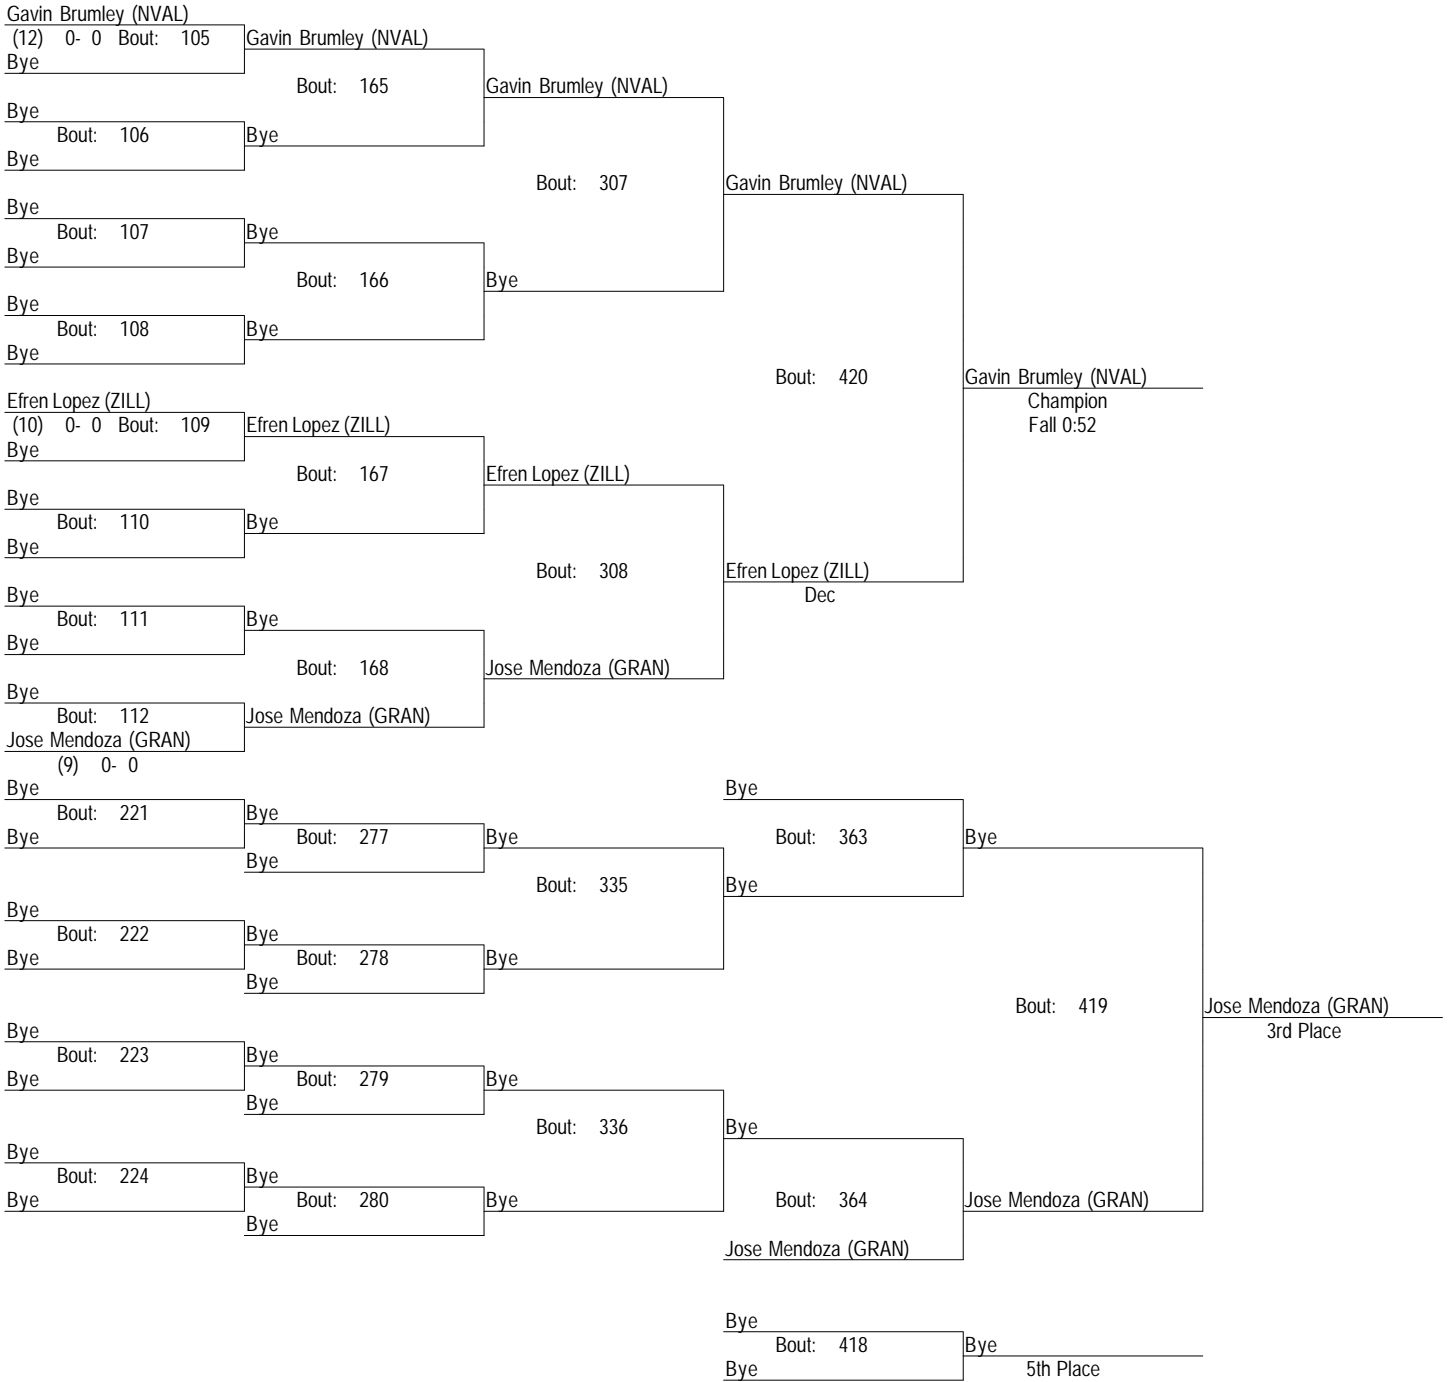 Gavin Brumley (NVAL)
(12) 0- 0 Bout: 105 Gavin Brumley (NVAL)
Bye
Bout: 165 Gavin Brumley (NVAL)
Bye
Bout: 106 Bye
Bye
Bout: 307 Gavin Brumley (NVAL)
Bye
Bout: 107 Bye
Bye
Bout: 166 Bye
Bye
Bout: 108 Bye
Bye
Bout: 420 Gavin Brumley (NVAL)
Efren Lopez (ZILL) Champion
(10) 0- 0 Bout: 109 Efren Lopez (ZILL) Fall 0:52
Bye
Bout: 167 Efren Lopez (ZILL)
Bye
Bout: 110 Bye
Bye
Bout: 308 Efren Lopez (ZILL)
Bye Dec
Bout: 111 Bye
Bye
Bout: 168 Jose Mendoza (GRAN)
Bye
Bout: 112 Jose Mendoza (GRAN)
Jose Mendoza (GRAN)
(9) 0- 0
Bye Bye
Bout: 221 Bye
Bye Bout: 277 Bye Bout: 363 Bye
Bye
Bout: 335 Bye
Bye
Bout: 222 Bye
Bye Bout: 278 Bye
Bye
Bout: 419 Jose Mendoza (GRAN)
Bye 3rd Place
Bout: 223 Bye
Bye Bout: 279 Bye
Bye
Bout: 336 Bye
Bye
Bout: 224 Bye
Bye Bout: 280 Bye Bout: 364 Jose Mendoza (GRAN)
Bye
Jose Mendoza (GRAN)
Bye
Bout: 418 Bye
Bye 5th Place